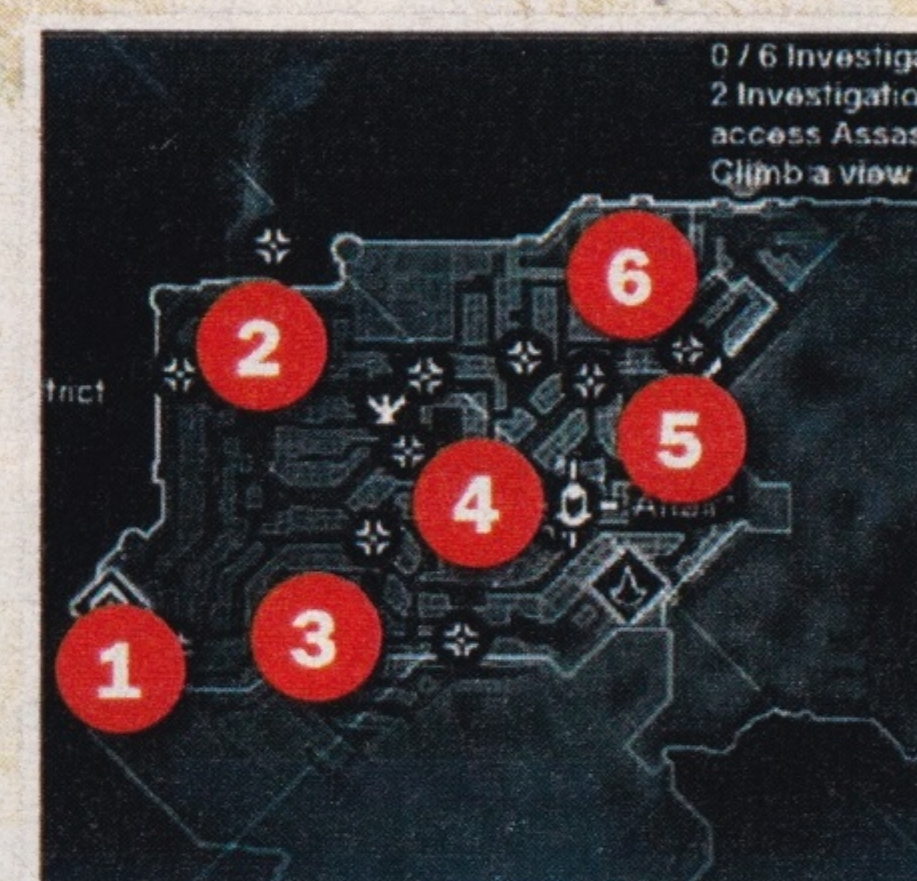 0 / 6 Investiga
2 Investigatio
access Assas
Climb a view
6
2
trict
5
4
3
1